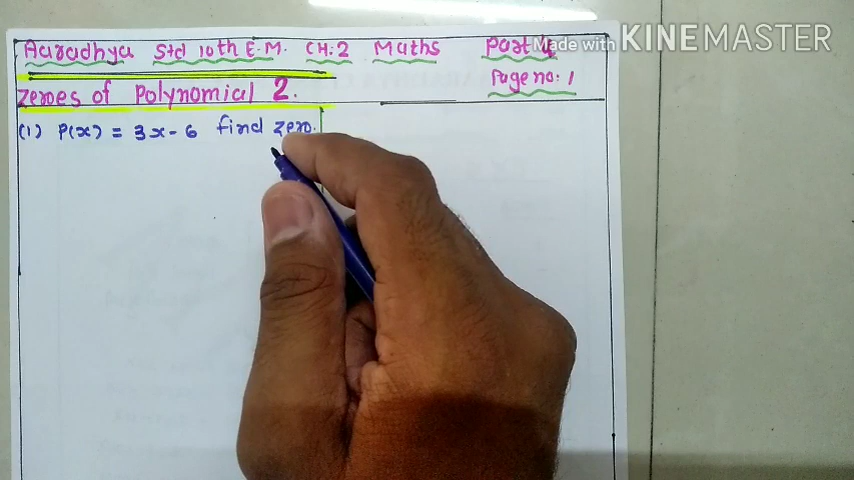 Aaradhya Std 10th E.M. CH:2 Maths Part 4
Made with KINEMASTER
Page no: 1
Zeroes of Polynomial 2.
(1) P(x) = 3x - 6 find zero.